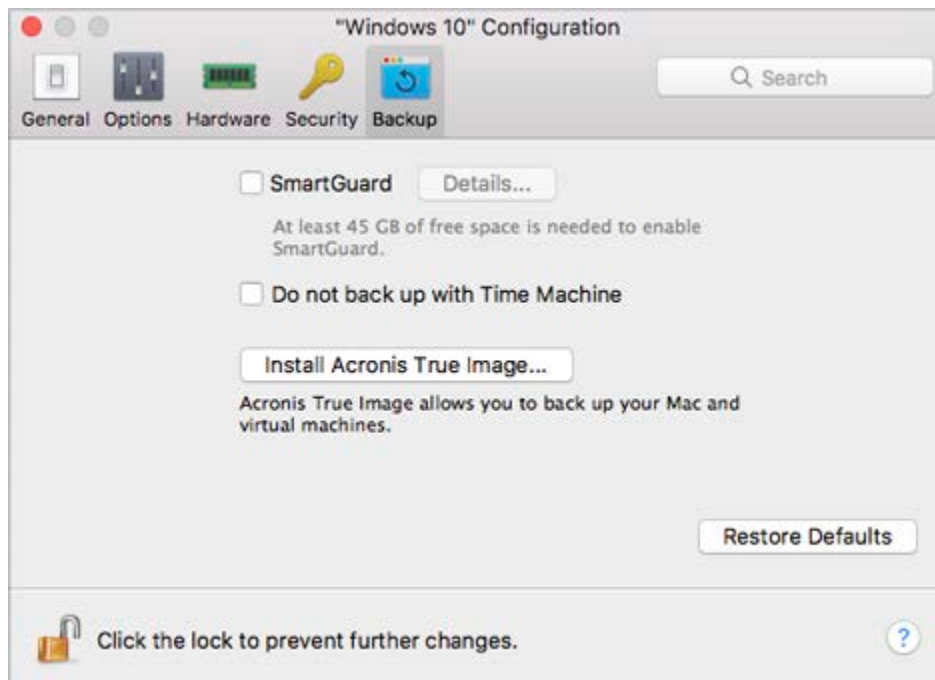 "Windows 10" Configuration
General Options Hardware Security Backup
Search
SmartGuard Details...
At least 45 GB of free space is needed to enable
SmartGuard.
Do not back up with Time Machine
Install Acronis True Image...
Acronis True Image allows you to back up your Mac and
virtual machines.
Restore Defaults
Click the lock to prevent further changes.
?